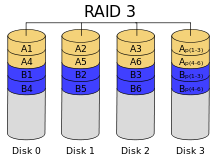 RAID 3
A1 A2 A3 Ap(1-3)
A4 A5 A6 Ap(4-6)
B1 B2 B3 Bp(1-3)
B4 B5 B6 Bp(4-6)
Disk 0 Disk 1 Disk 2 Disk 3